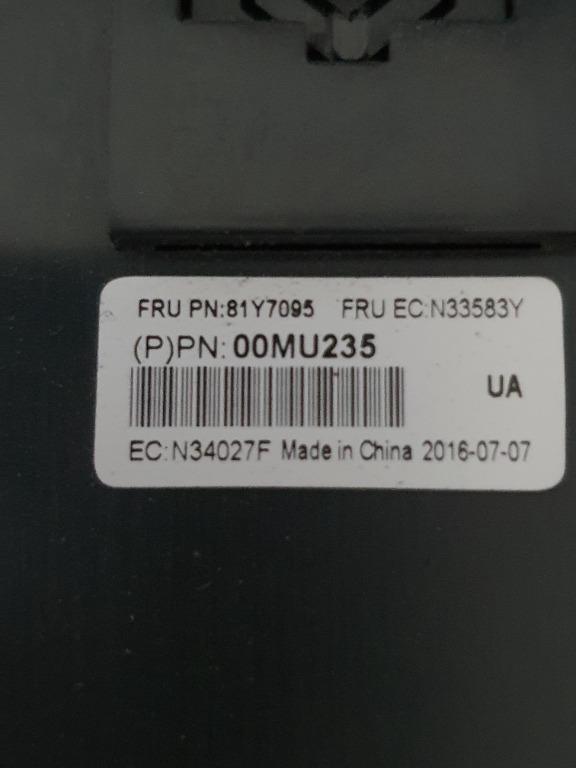 FRU PN:81Y7095 FRU EC:N33583Y
(P)PN: 00MU235
UA
EC:N34027F Made in China 2016-07-07